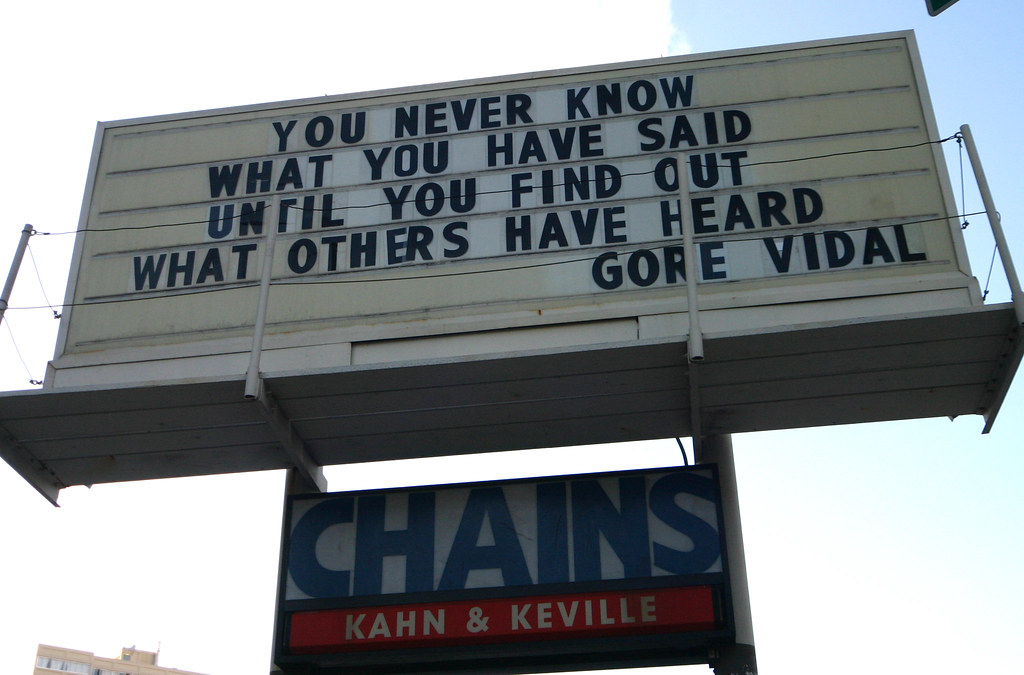 YOU NEVER KNOW
WHAT YOU HAVE SAID
UNTIL YOU FIND OUT
WHAT OTHERS HAVE HEARD
GORE VIDAL
CHAINS
KAHN & KEVILLE